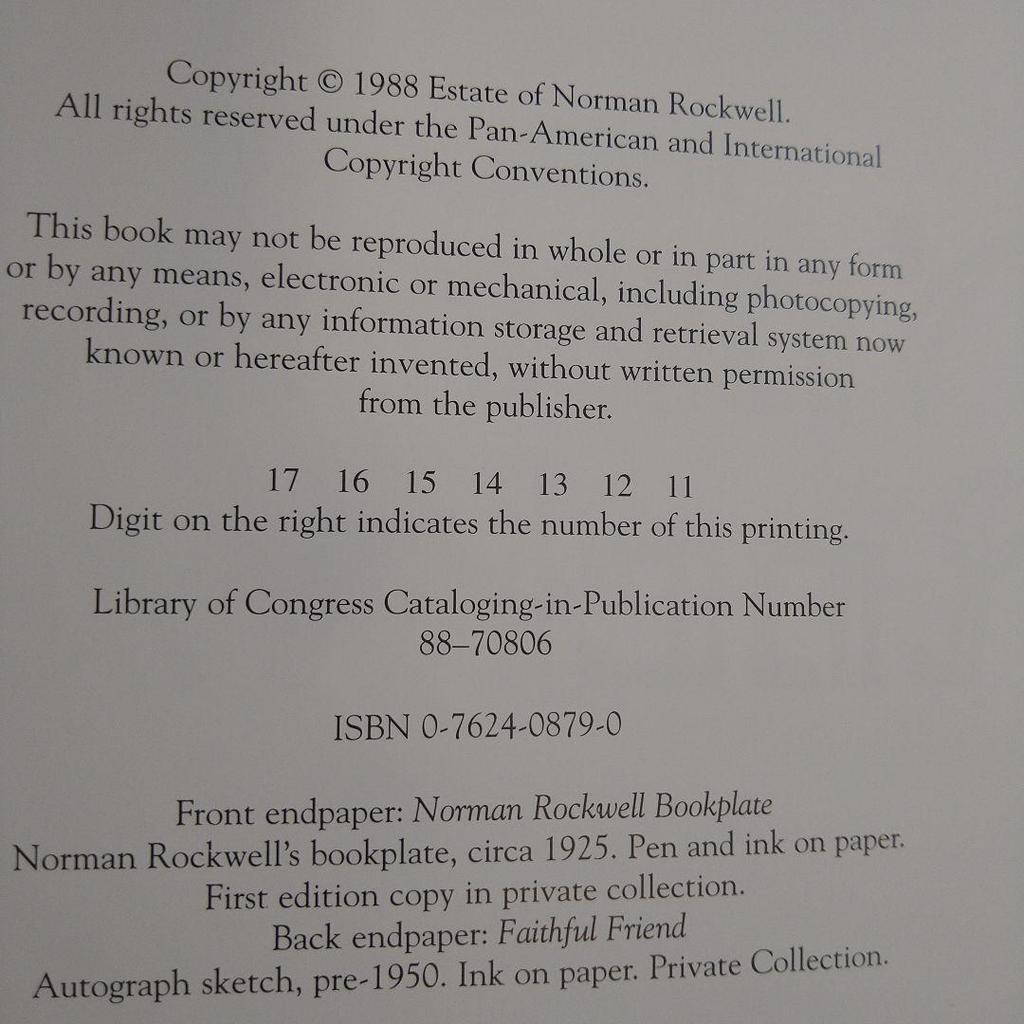 Copyright © 1988 Estate of Norman Rockwell.
All rights reserved under the Pan-American and International
Copyright Conventions.
This book may not be reproduced in whole or in part in any form
or by any means, electronic or mechanical, including photocopying,
recording, or by any information storage and retrieval system now
known or hereafter invented, without written permission
from the publisher.
17 16 15 14 13 12 11
Digit on the right indicates the number of this printing.
Library of Congress Cataloging-in-Publication Number
88–70806
ISBN 0-7624-0879-0
Front endpaper: Norman Rockwell Bookplate
Norman Rockwell's bookplate, circa 1925. Pen and ink on paper.
First edition copy in private collection.
Back endpaper: Faithful Friend
Autograph sketch, pre-1950. Ink on paper. Private Collection.